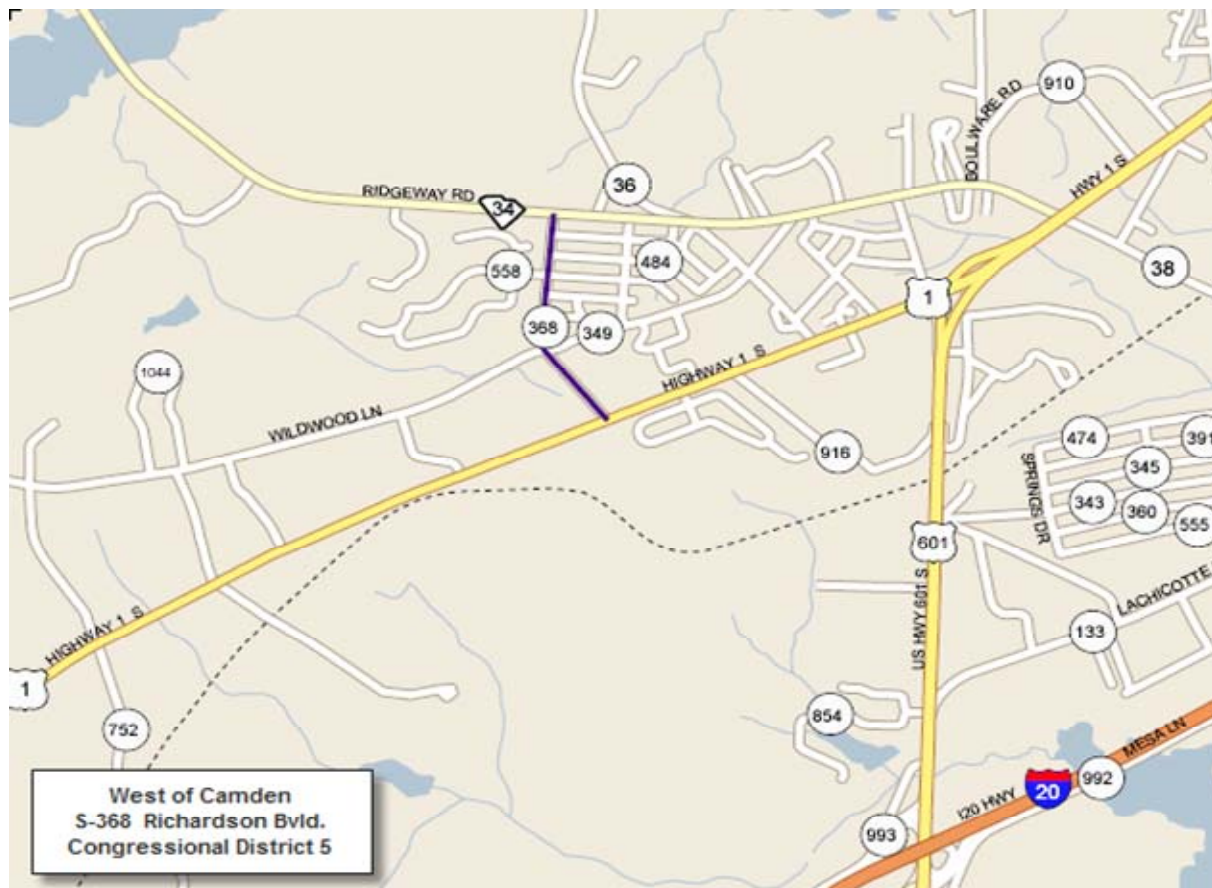 910
BOULWARE RD
HWY 1 S
36
RIDGEWAY RD
34
484
38
558
1
368
349
HIGHWAY 1 S
1044
WILDWOOD LN
916
474
391
345
SPRINGS DR
343
360
555
601
US HWY 601 S
LACHICOTTE
133
HIGHWAY 1 S
1
752
854
MESA LN
992
20
I20 HWY
993
West of Camden
S-368 Richardson Bvld.
Congressional District 5